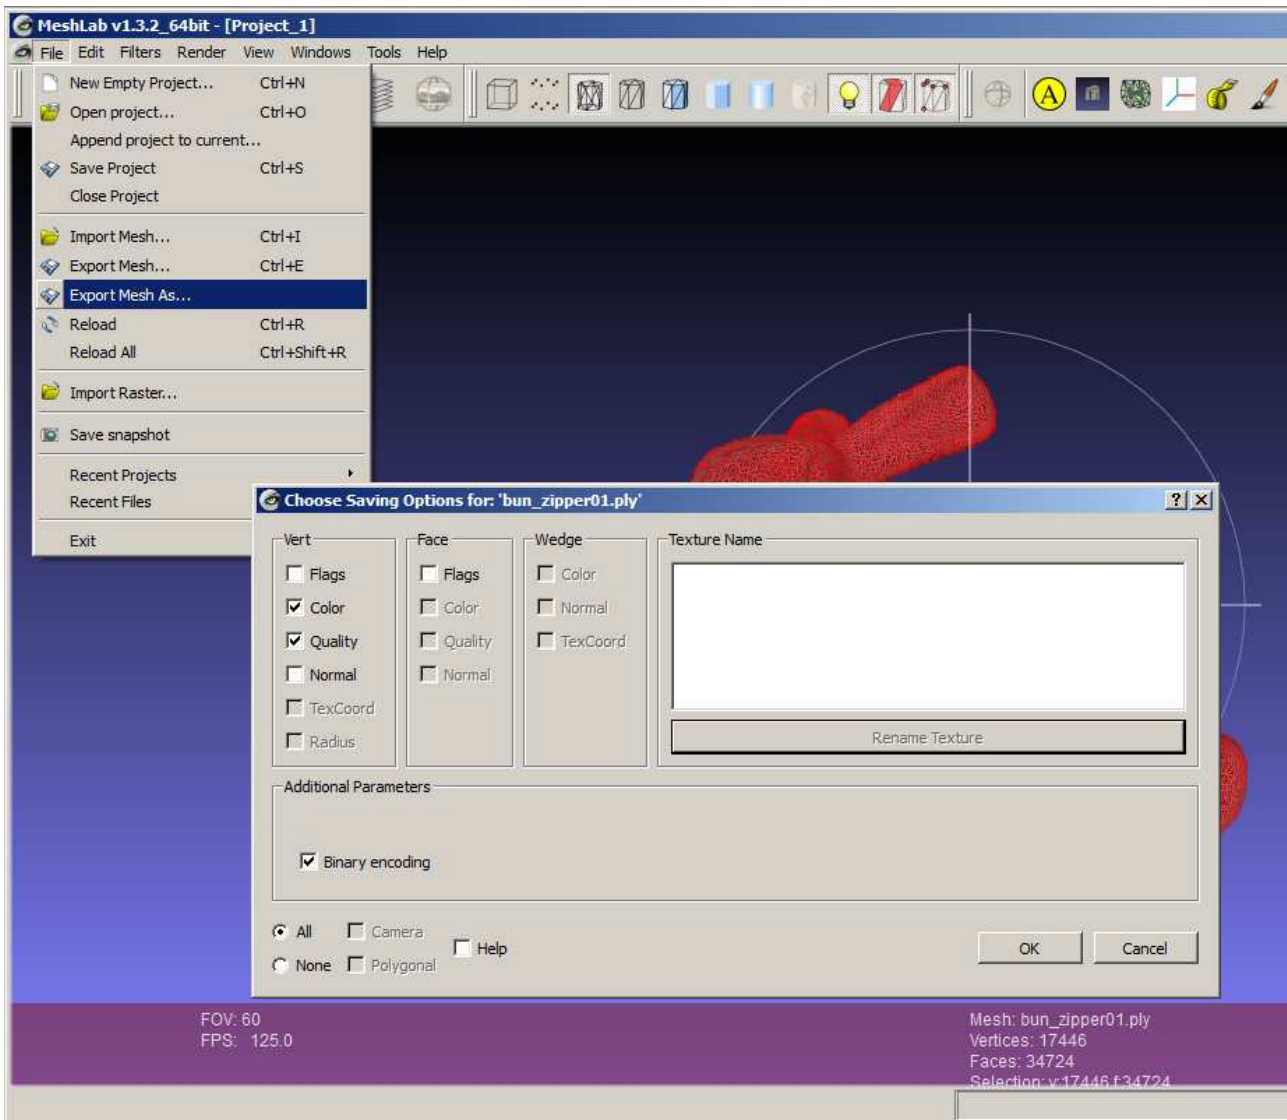 MeshLab v1.3.2_64bit - [Project_1]
File Edit Filters Render View Windows Tools Help
New Empty Project... Ctrl+N
Open project... Ctrl+O
Append project to current...
Save Project Ctrl+S
Close Project
Import Mesh... Ctrl+I
Export Mesh... Ctrl+E
Export Mesh As...
Reload Ctrl+R
Reload All Ctrl+Shift+R
Import Raster...
Save snapshot
Recent Projects
Recent Files
Exit
A
Choose Saving Options for: 'bun_zipper01.ply'
Vert Face Wedge Texture Name
Flags Flags Color
Color Color Normal
Quality Quality TexCoord
Normal Normal
TexCoord
Radius
Rename Texture
Additional Parameters
Binary encoding
All Camera Help
None Polygonal
OK Cancel
FOV: 60
FPS: 125.0
Mesh: bun_zipper01.ply
Vertices: 17446
Faces: 34724
Selection: v:17446 f:34724